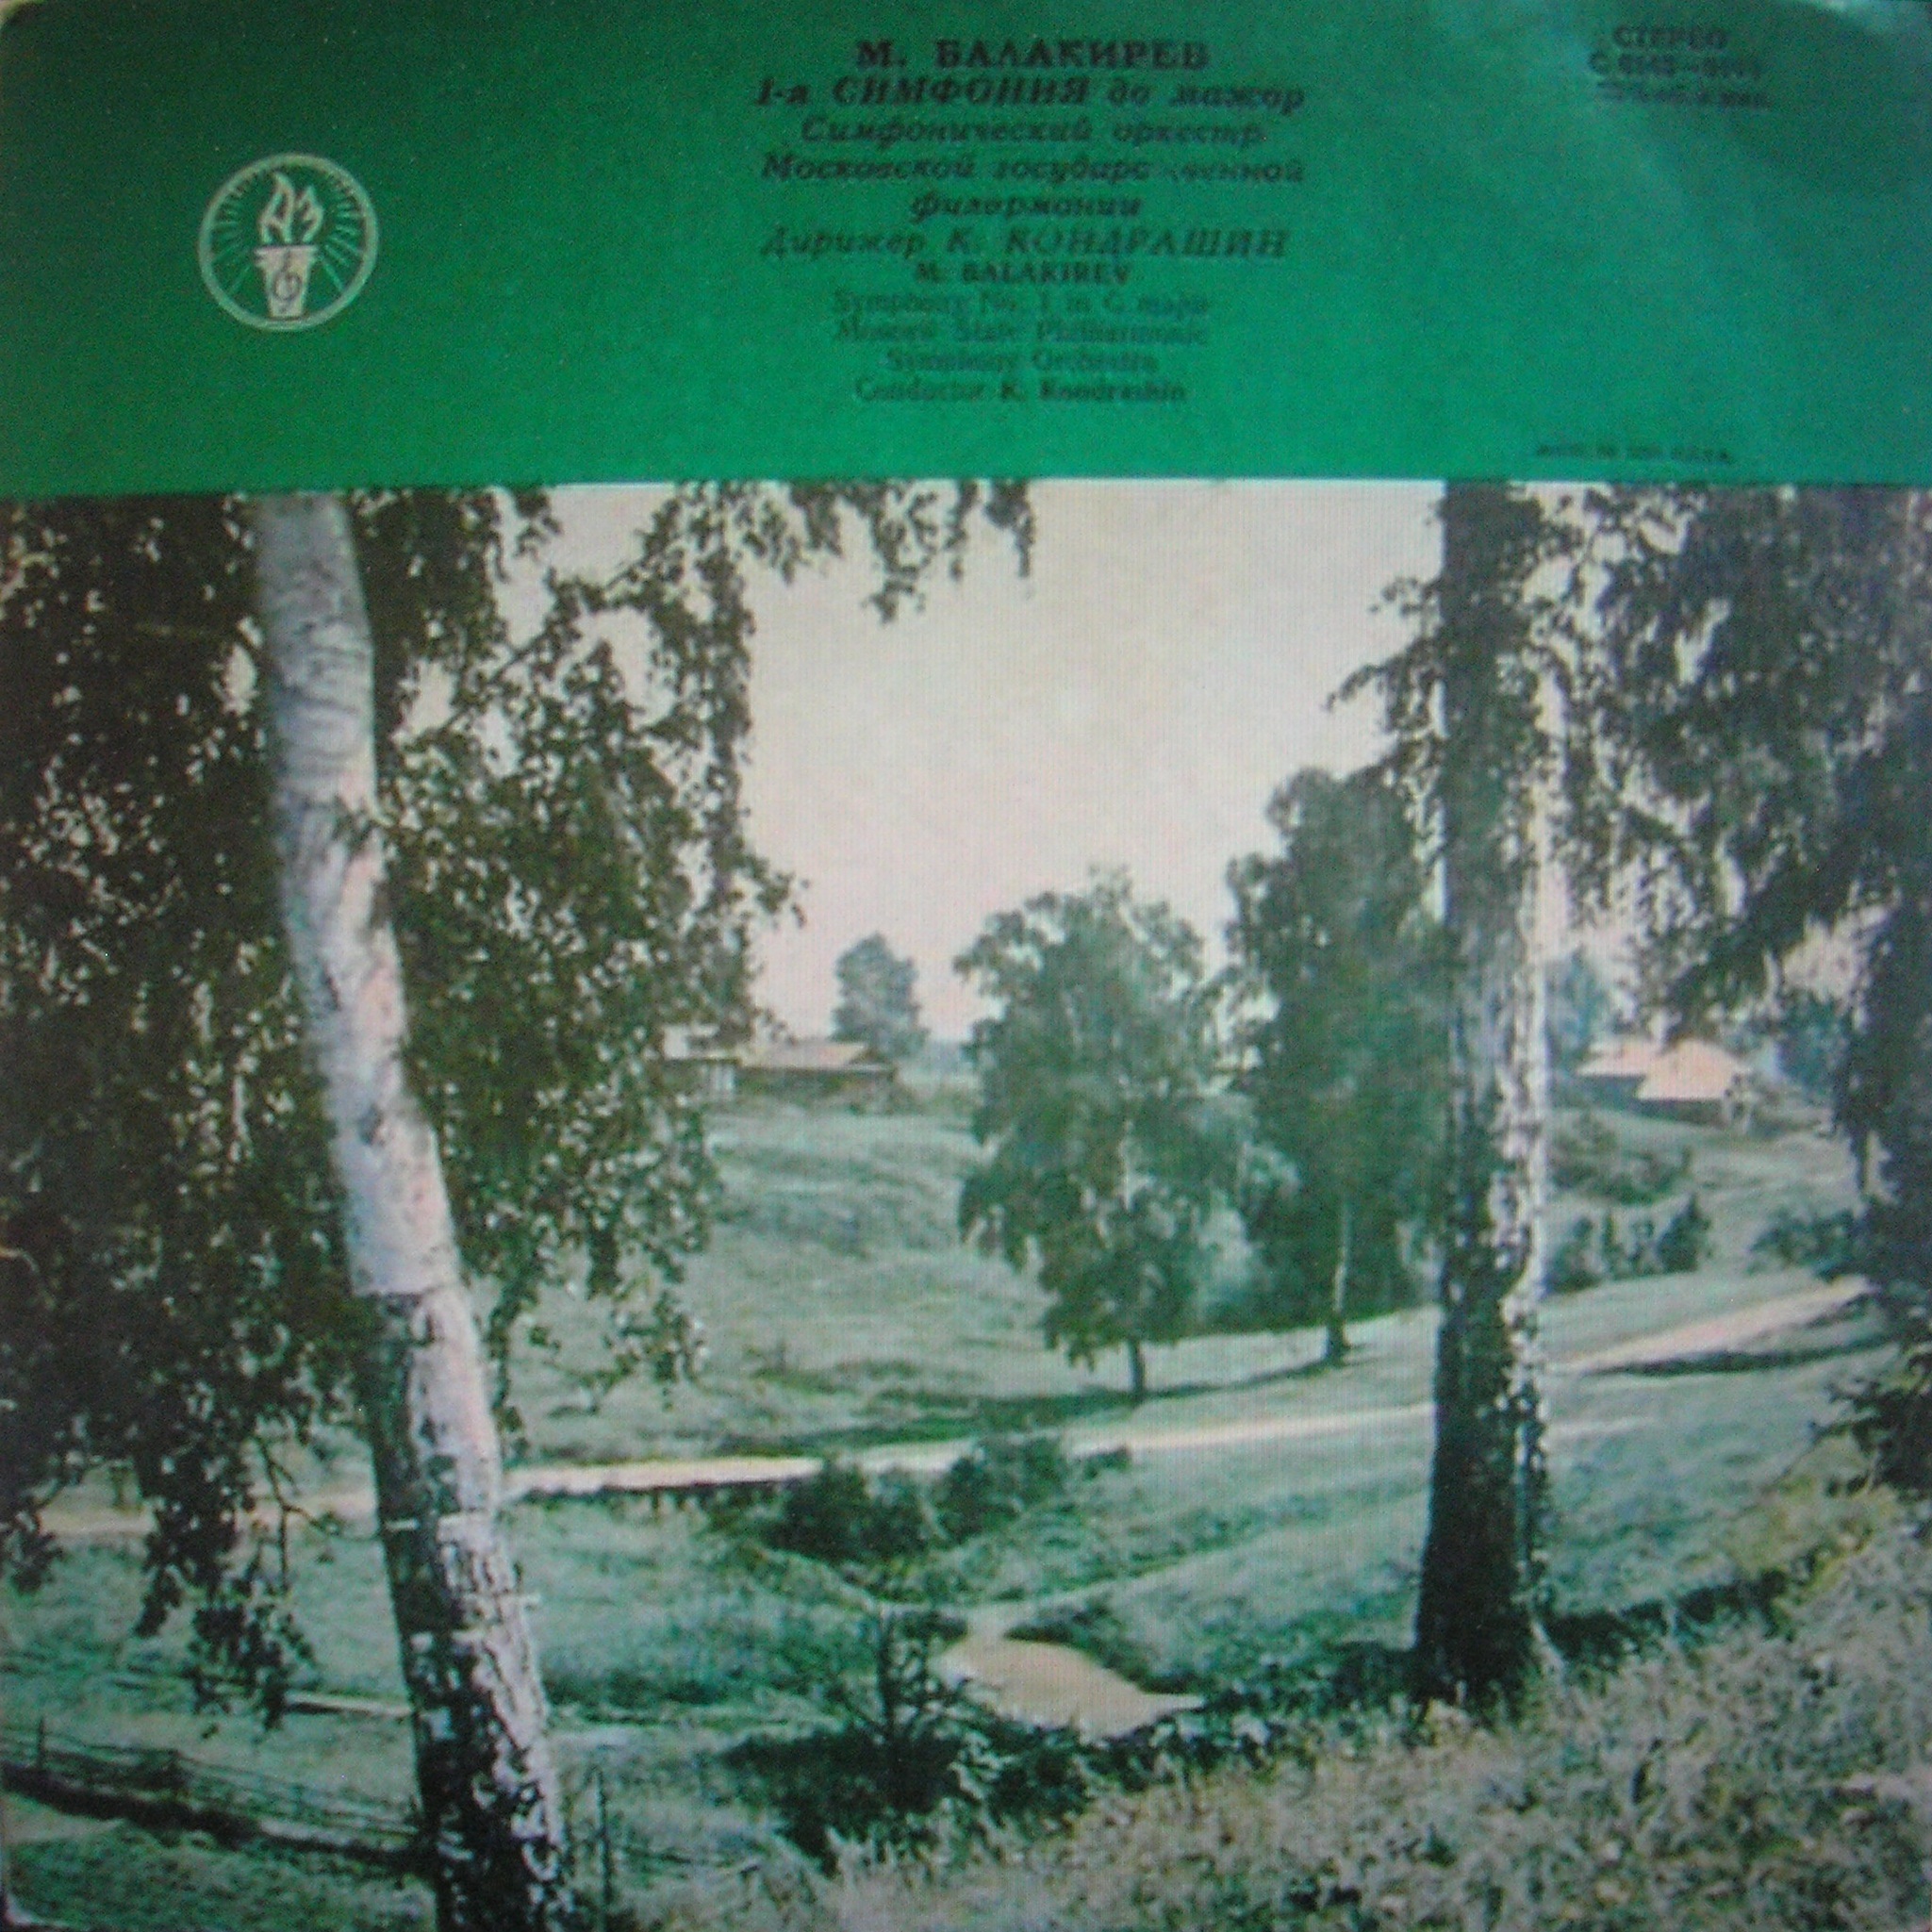 М. БАЛАКИРЕВ
1-я СИМФОНИЯ до мажор
Симфонический оркестр
Московской государственной
филармонии
Дирижер К. КОНДРАШИН
M. BALAKIREV
Symphony No. 1 in C major
Moscow State Philharmonic
Symphony Orchestra
Conductor K. Kondrashin
СТЕРЕО
АЗ